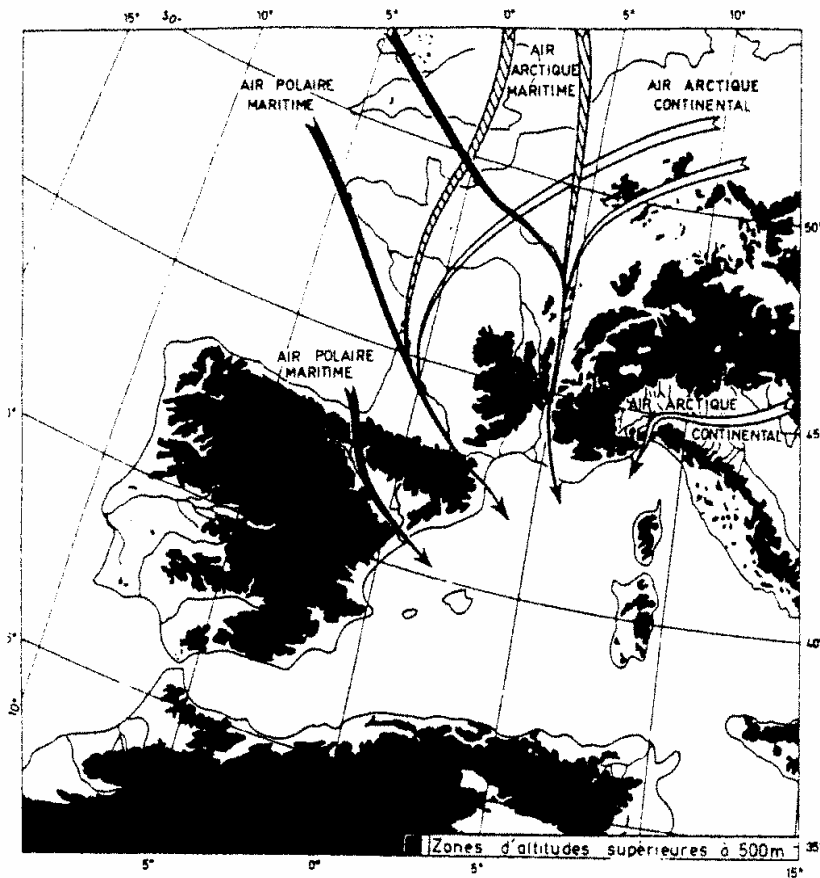 15° 10° 5° 0° 5° 10°
AIR POLAIRE
MARITIME
AIR
ARCTIQUE
MARITIME
AIR ARCTIQUE
CONTINENTAL
50°
AIR POLAIRE
MARITIME
AIR ARCTIQUE
CONTINENTAL
45
40
10°
Zones d'altitudes supérieures à 500m
35°
5° 0° 5° 15°